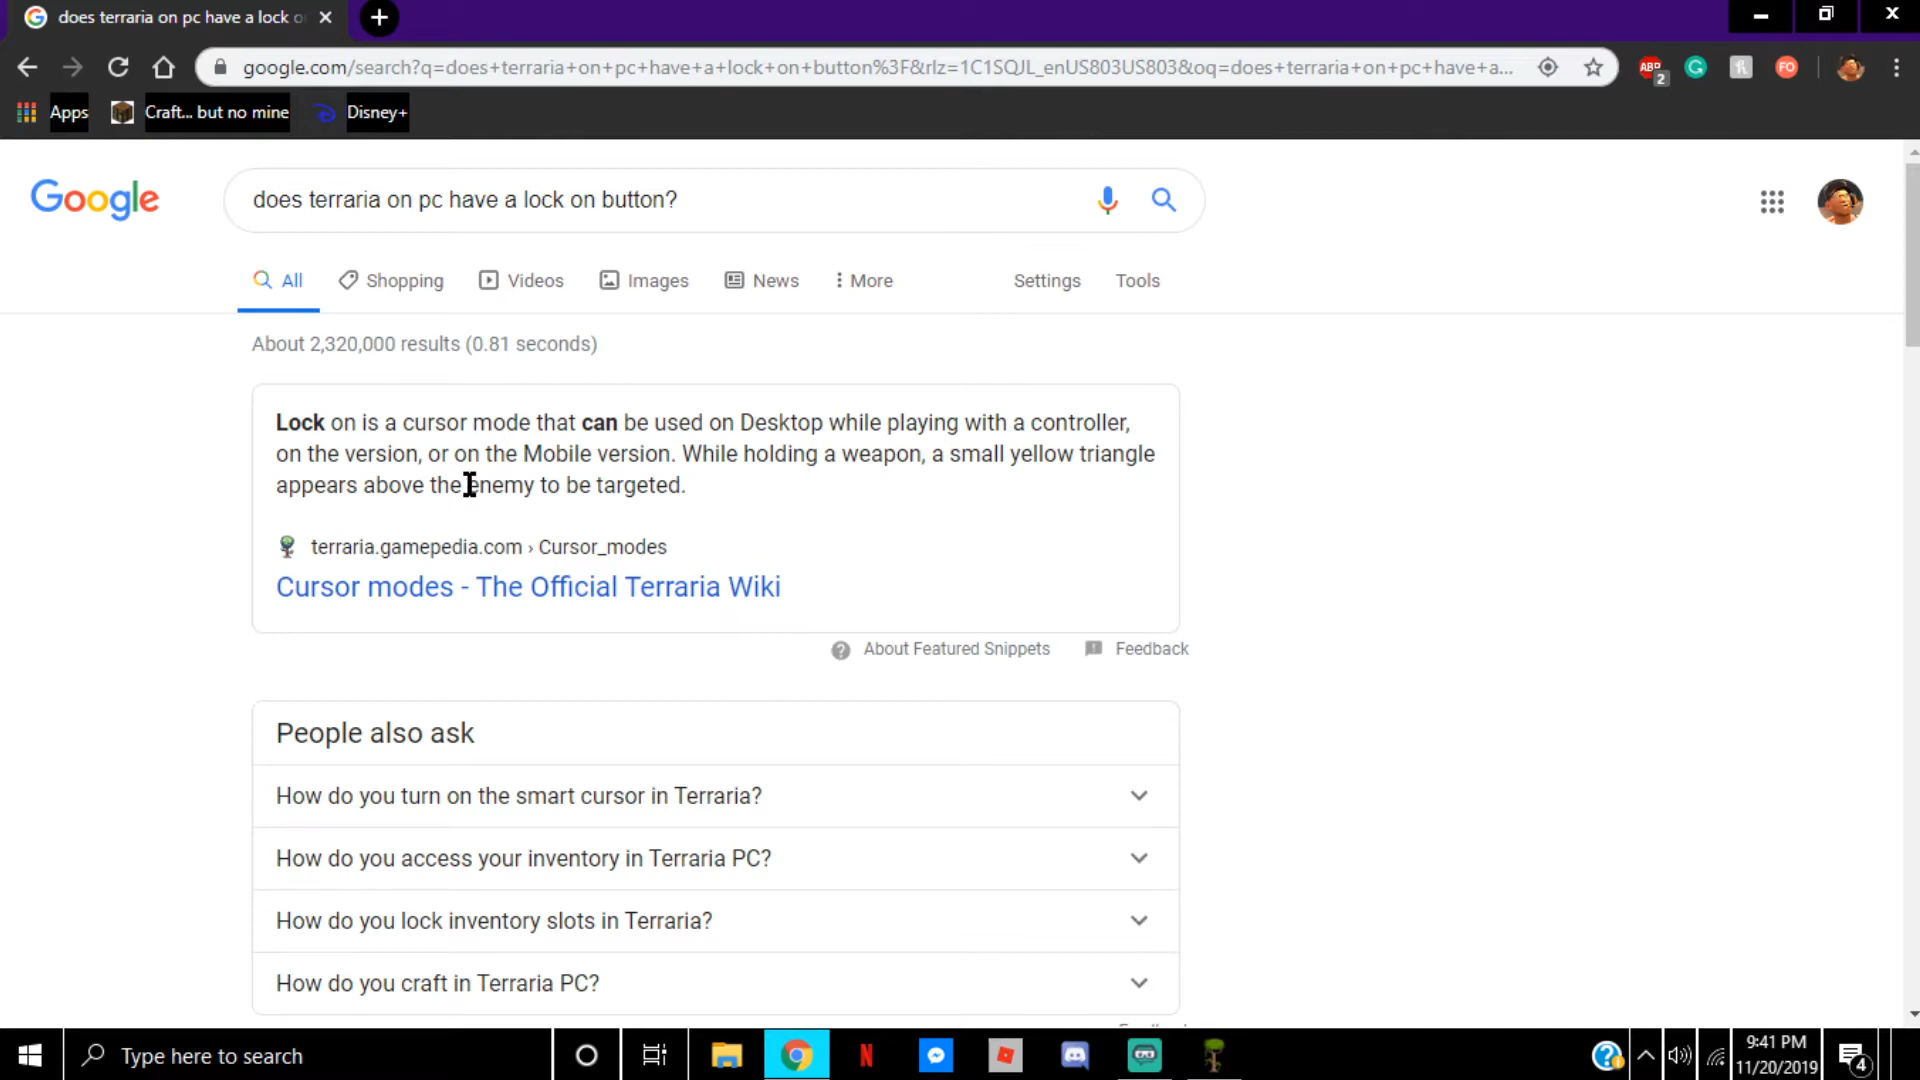 does terraria on pc have a lock o
google.com/search?q=does+terraria+on+pc+have+a+lock+on+button%3F&rlz=1C1SQJL_enUS803US803&oq=does+terraria+on+pc+have+a...
ABP
2
FO
Apps
Craft... but no mine
Disney+
Google
does terraria on pc have a lock on button?
All
Shopping
Videos
Images
News
More
Settings
Tools
About 2,320,000 results (0.81 seconds)
Lock on is a cursor mode that can be used on Desktop while playing with a controller,
on the version, or on the Mobile version. While holding a weapon, a small yellow triangle
appears above the enemy to be targeted.
terraria.gamepedia.com › Cursor_modes
Cursor modes - The Official Terraria Wiki
About Featured Snippets
Feedback
People also ask
How do you turn on the smart cursor in Terraria?
How do you access your inventory in Terraria PC?
How do you lock inventory slots in Terraria?
How do you craft in Terraria PC?
Type here to search
9:41 PM
11/20/2019
4